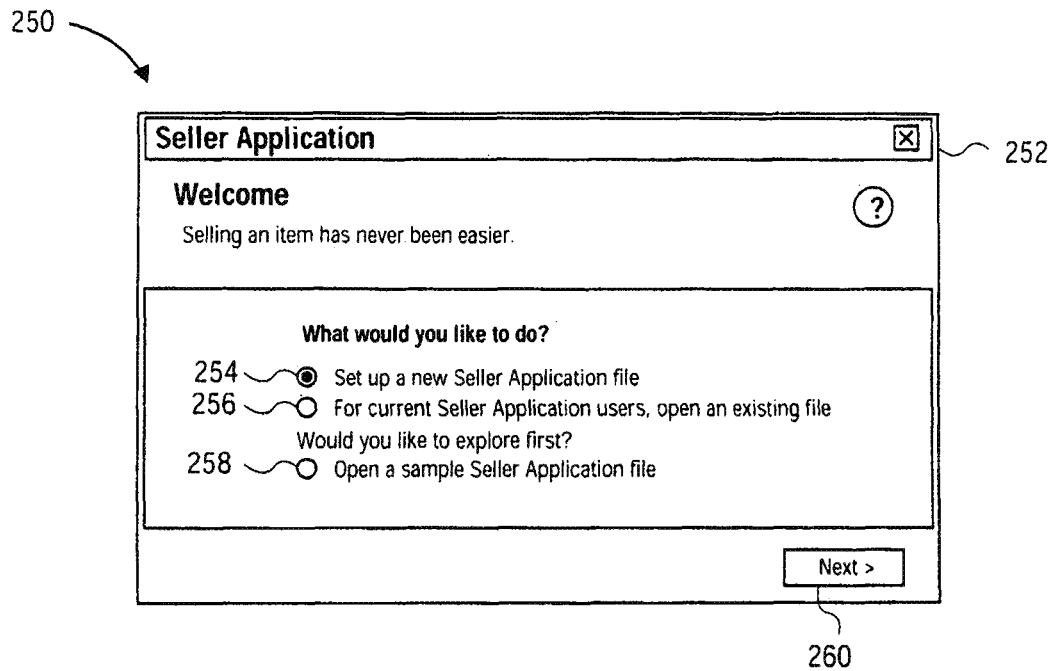 250
Seller Application
252
Welcome
?
Selling an item has never been easier.
What would you like to do?
254 Set up a new Seller Application file
256 For current Seller Application users, open an existing file
Would you like to explore first?
258 Open a sample Seller Application file
Next >
260